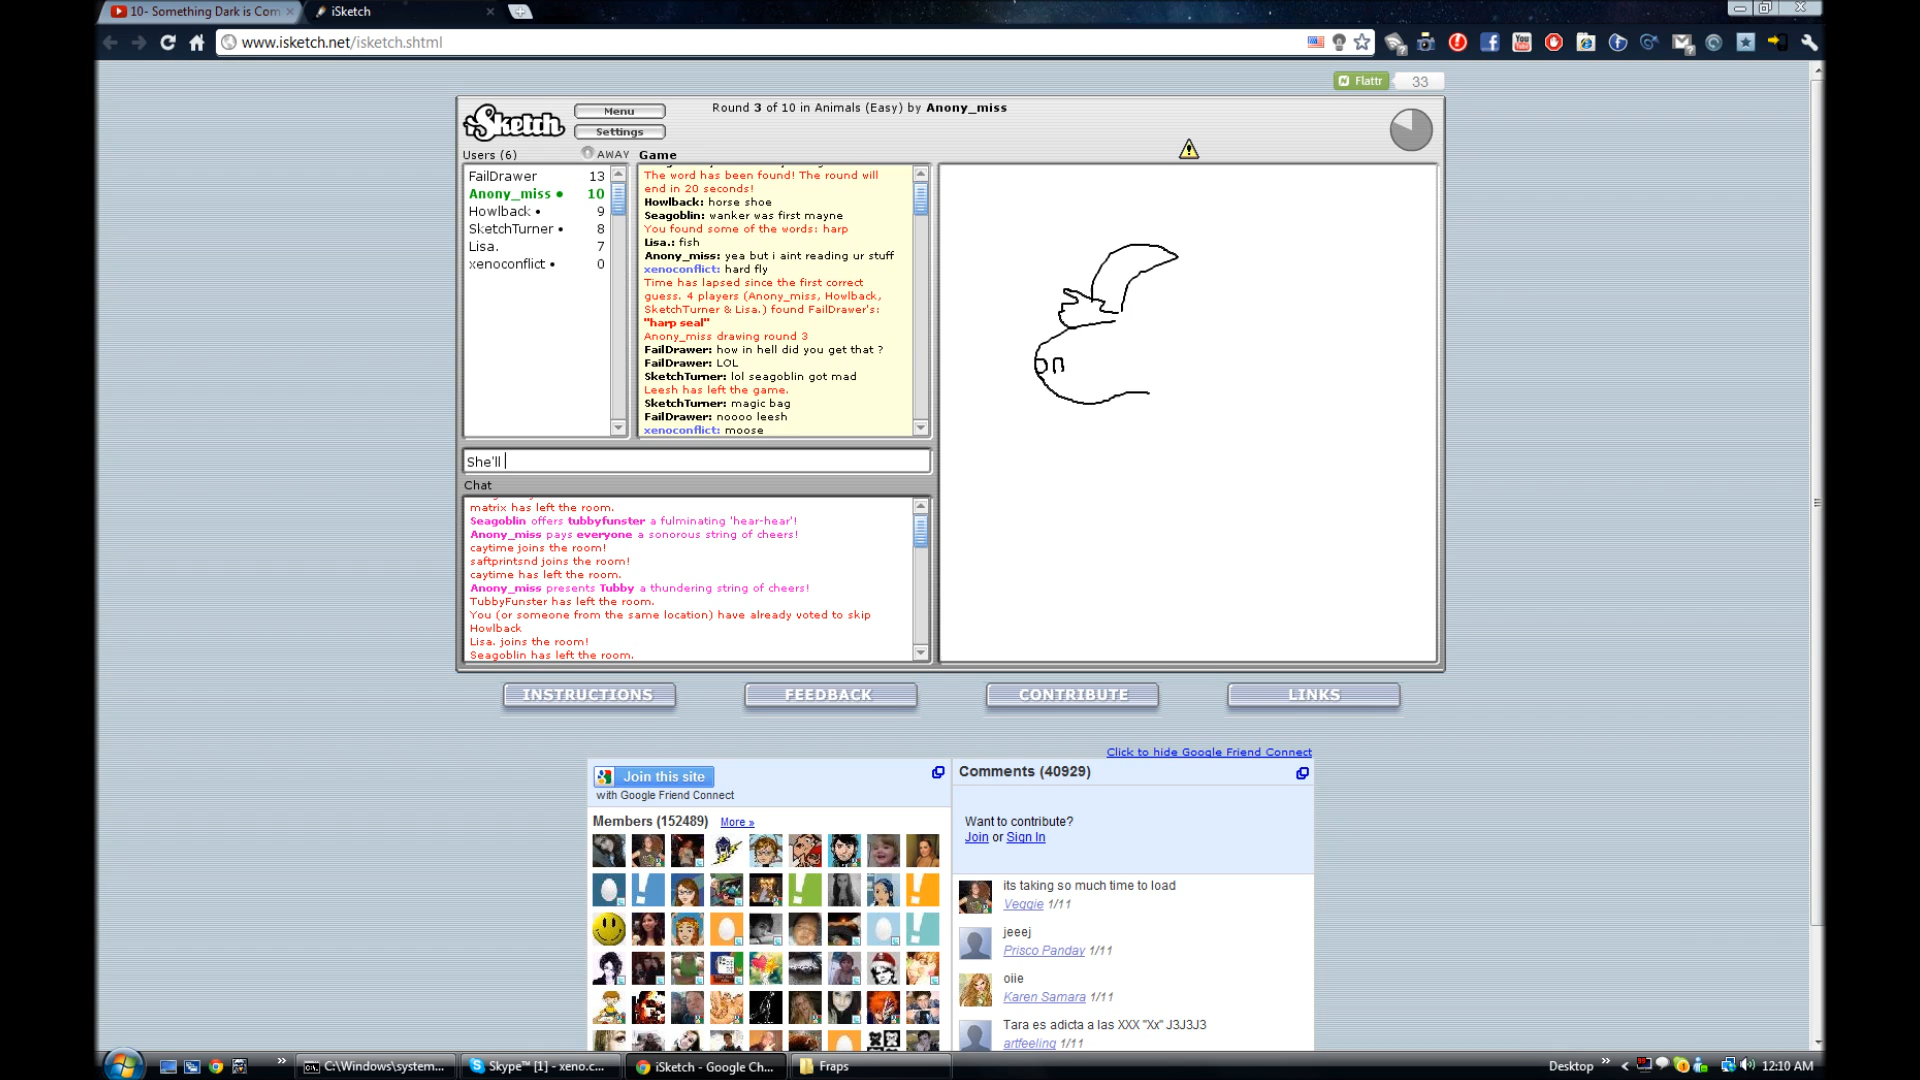 10- Something Dark is Com
iSketch
www.isketch.net/isketch.shtml
Flattr
33
iSketch
Menu
Settings
Round 3 of 10 in Animals (Easy) by Anony_miss
Users (6)
AWAY
Game
FailDrawer 13
Anony_miss • 10
Howlback • 9
SketchTurner • 8
Lisa. 7
xenoconflict • 0
The word has been found! The round will
end in 20 seconds!
Howlback: horse shoe
Seagoblin: wanker was first mayne
You found some of the words: harp
Lisa.: fish
Anony_miss: yea but i aint reading ur stuff
xenoconflict: hard fly
Time has lapsed since the first correct
guess. 4 players (Anony_miss, Howlback,
SketchTurner & Lisa.) found FailDrawer's:
"harp seal"
Anony_miss drawing round 3
FailDrawer: how in hell did you get that ?
FailDrawer: LOL
SketchTurner: lol seagoblin got mad
Leesh has left the game.
SketchTurner: magic bag
FailDrawer: noooo leesh
xenoconflict: moose
She'll
Chat
matrix has left the room.
Seagoblin offers tubbyfunster a fulminating 'hear-hear'!
Anony_miss pays everyone a sonorous string of cheers!
caytime joins the room!
saftprintsnd joins the room!
caytime has left the room.
Anony_miss presents Tubby a thundering string of cheers!
TubbyFunster has left the room.
You (or someone from the same location) have already voted to skip
Howlback
Lisa. joins the room!
Seagoblin has left the room.
INSTRUCTIONS
FEEDBACK
CONTRIBUTE
LINKS
Click to hide Google Friend Connect
Join this site
with Google Friend Connect
Members (152489) More »
Comments (40929)
Want to contribute?
Join or Sign In
its taking so much time to load
Veggie 1/11
jeeej
Prisco Panday 1/11
oiie
Karen Samara 1/11
Tara es adicta a las XXX "Xx" J3J3J3
artfeeling 1/11
C:\Windows\system...
Skype™ [1] - xeno.c...
iSketch - Google Ch...
Fraps
Desktop
12:10 AM